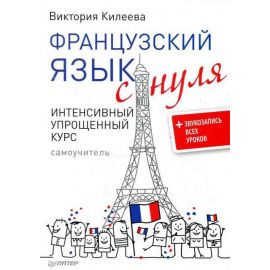 Виктория Килеева
ФРАНЦУЗСКИЙ
ЯЗЫК с нуля
ИНТЕНСИВНЫЙ
УПРОЩЕННЫЙ
КУРС
самоучитель
+ ЗВУКОЗАПИСЬ
ВСЕХ
УРОКОВ
ПИТЕР